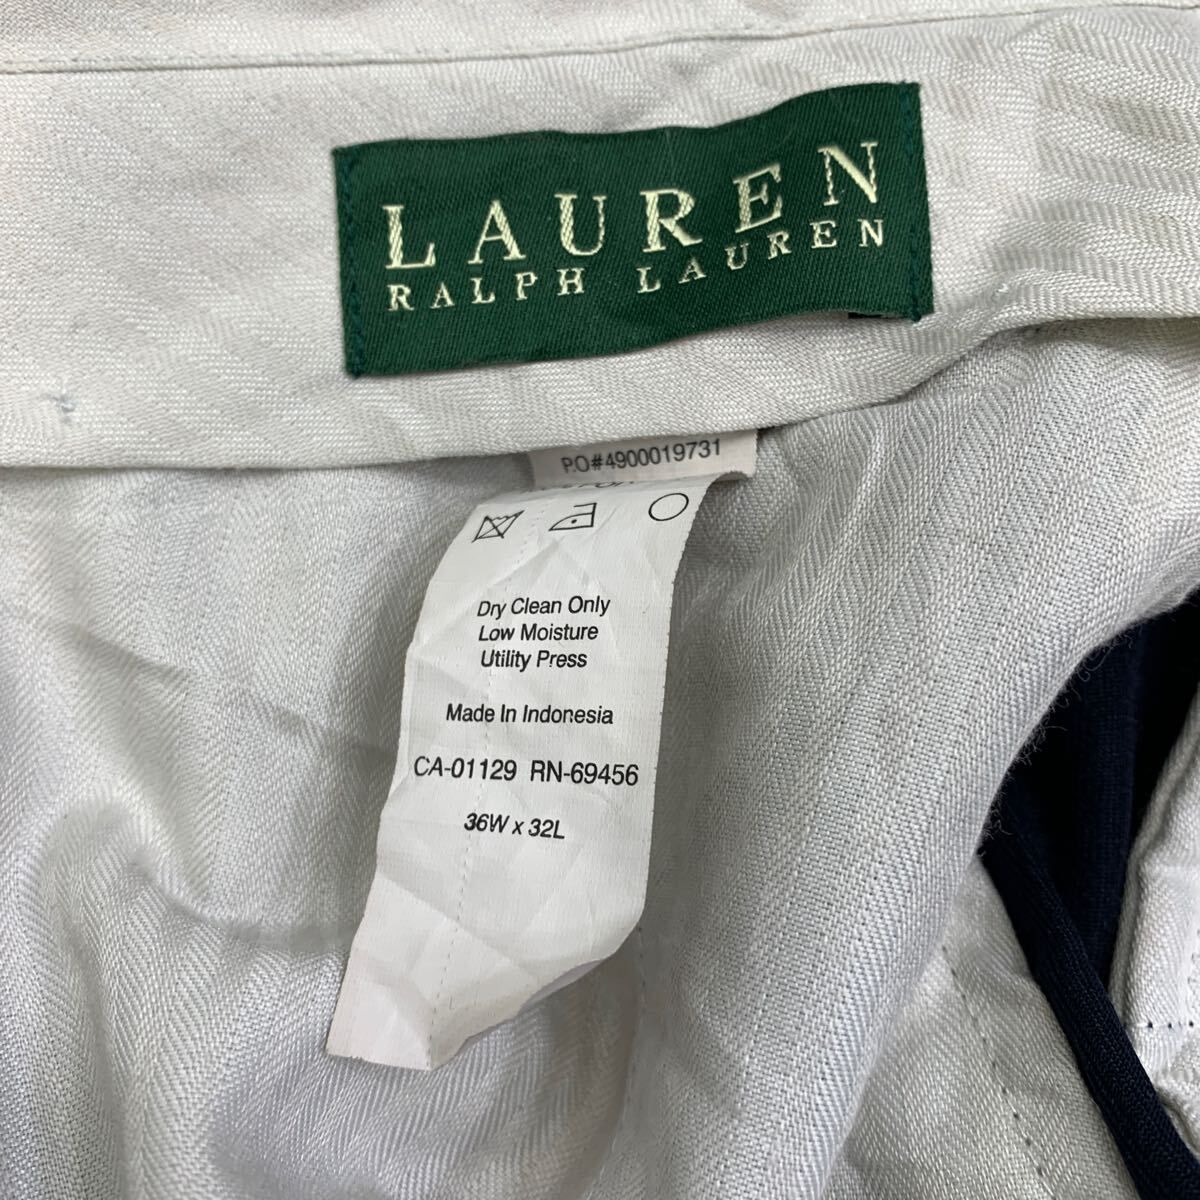 LAUREN
RALPH LAUREN
P.O#4900019731
Dry Clean Only
Low Moisture
Utility Press
Made In Indonesia
CA-01129 RN-69456
36W x 32L